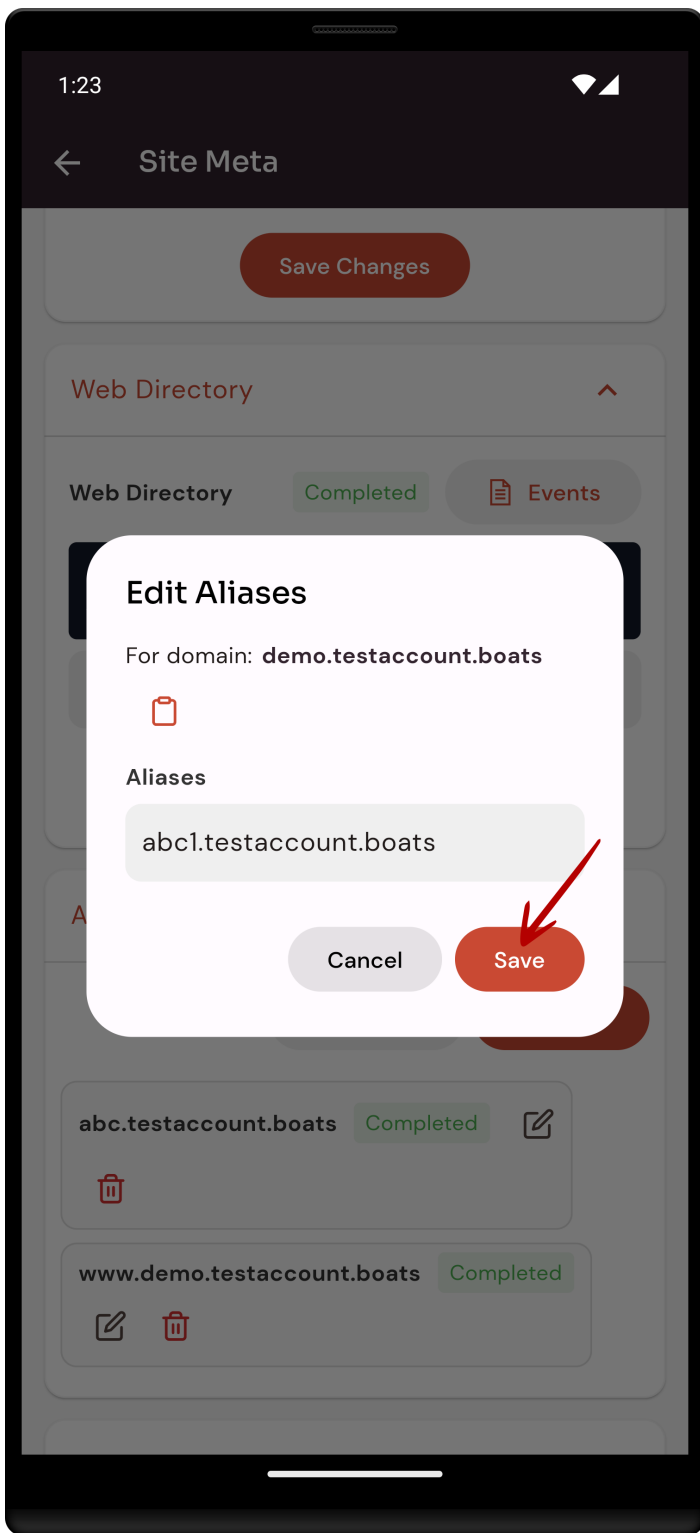 1:23
Site Meta
Save Changes
Web Directory
Web Directory Completed Events
Edit Aliases
For domain: demo.testaccount.boats
Aliases
abc1.testaccount.boats
A
Cancel Save
abc.testaccount.boats Completed
www.demo.testaccount.boats Completed